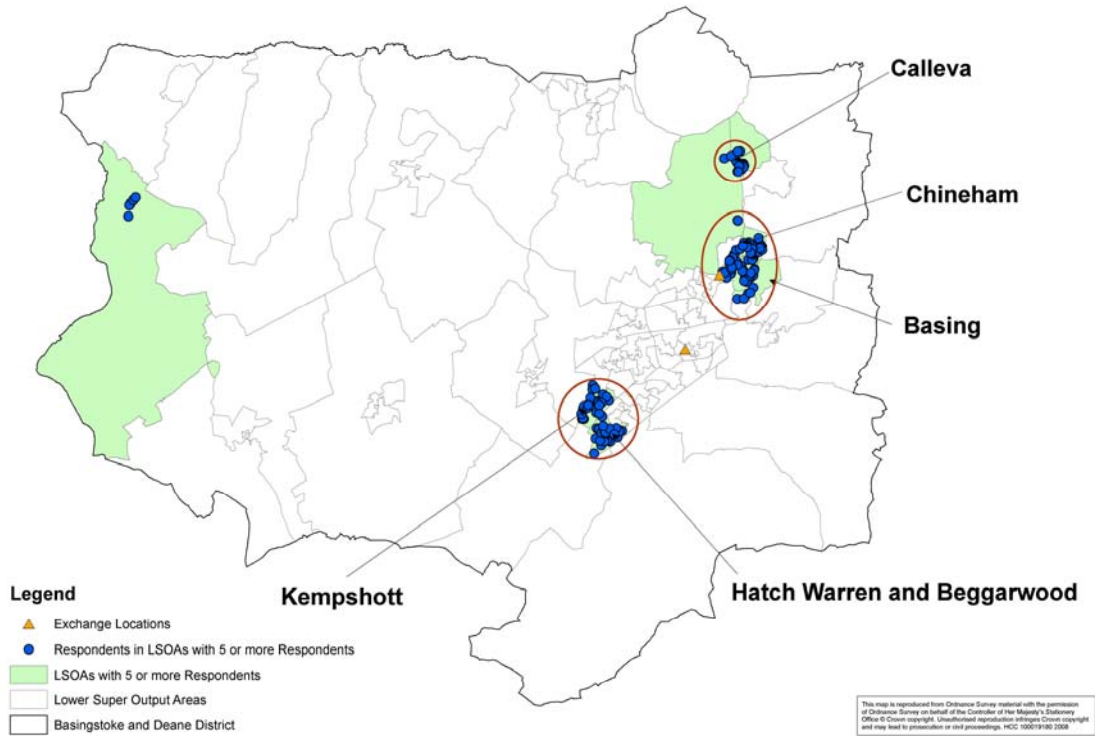 Calleva
Chineham
Basing
Kempshott
Hatch Warren and Beggarwood
Legend
Exchange Locations
Respondents in LSOAs with 5 or more Respondents
LSOAs with 5 or more Respondents
Lower Super Output Areas
Basingstoke and Deane District
This map is reproduced from Ordnance Survey material with the permission
of Ordnance Survey on behalf of the Controller of Her Majesty's Stationery
Office © Crown copyright. Unauthorised reproduction infringes Crown copyright
and may lead to prosecution or civil proceedings. HCC 100019180 2008